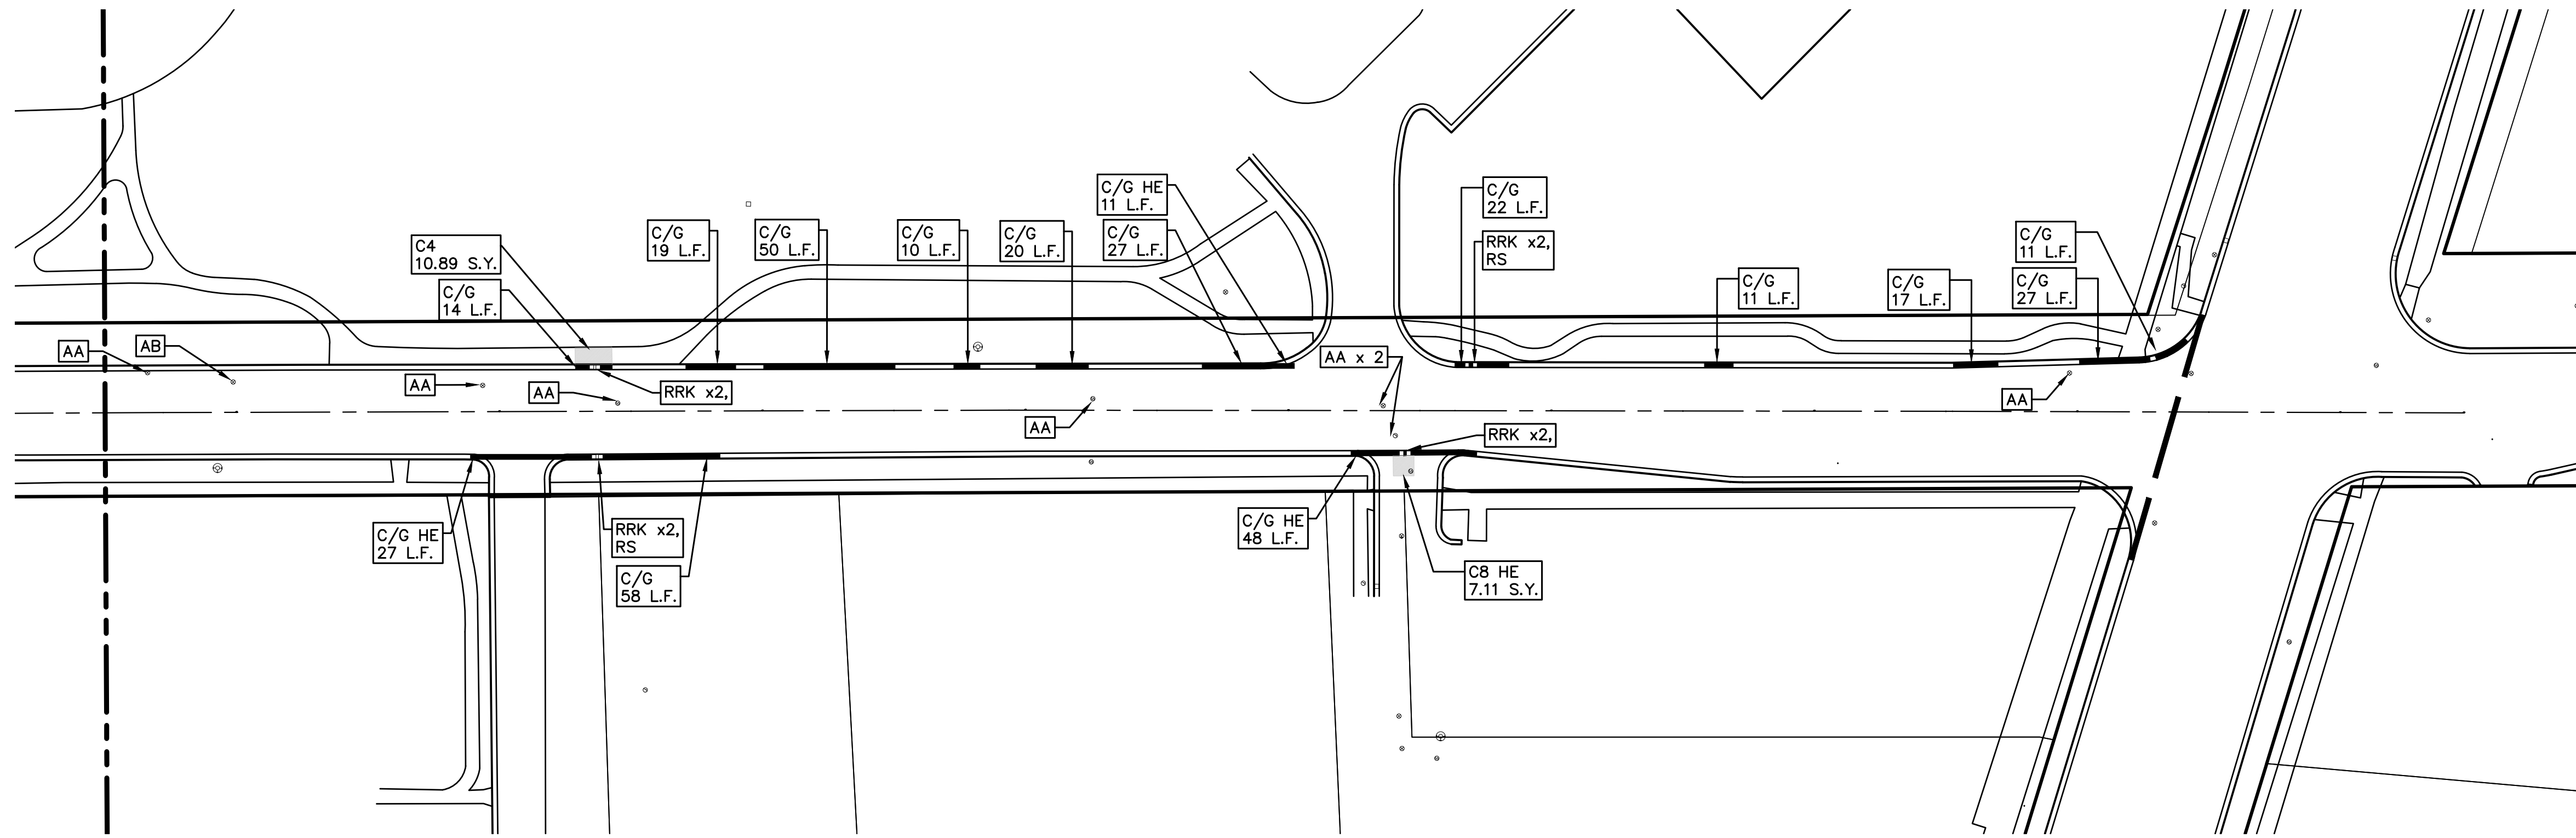 C/G HE
11 L.F.
C/G
22 L.F.
C/G
19 L.F.
C/G
50 L.F.
C/G
10 L.F.
C/G
20 L.F.
C/G
27 L.F.
C/G
11 L.F.
C4
10.89 S.Y.
RRK x2,
RS
C/G
14 L.F.
C/G
11 L.F.
C/G
17 L.F.
C/G
27 L.F.
AA
AB
AA
AA
RRK x2,
AA x 2
AA
AA
RRK x2,
C/G HE
27 L.F.
RRK x2,
RS
C/G
58 L.F.
C/G HE
48 L.F.
C8 HE
7.11 S.Y.